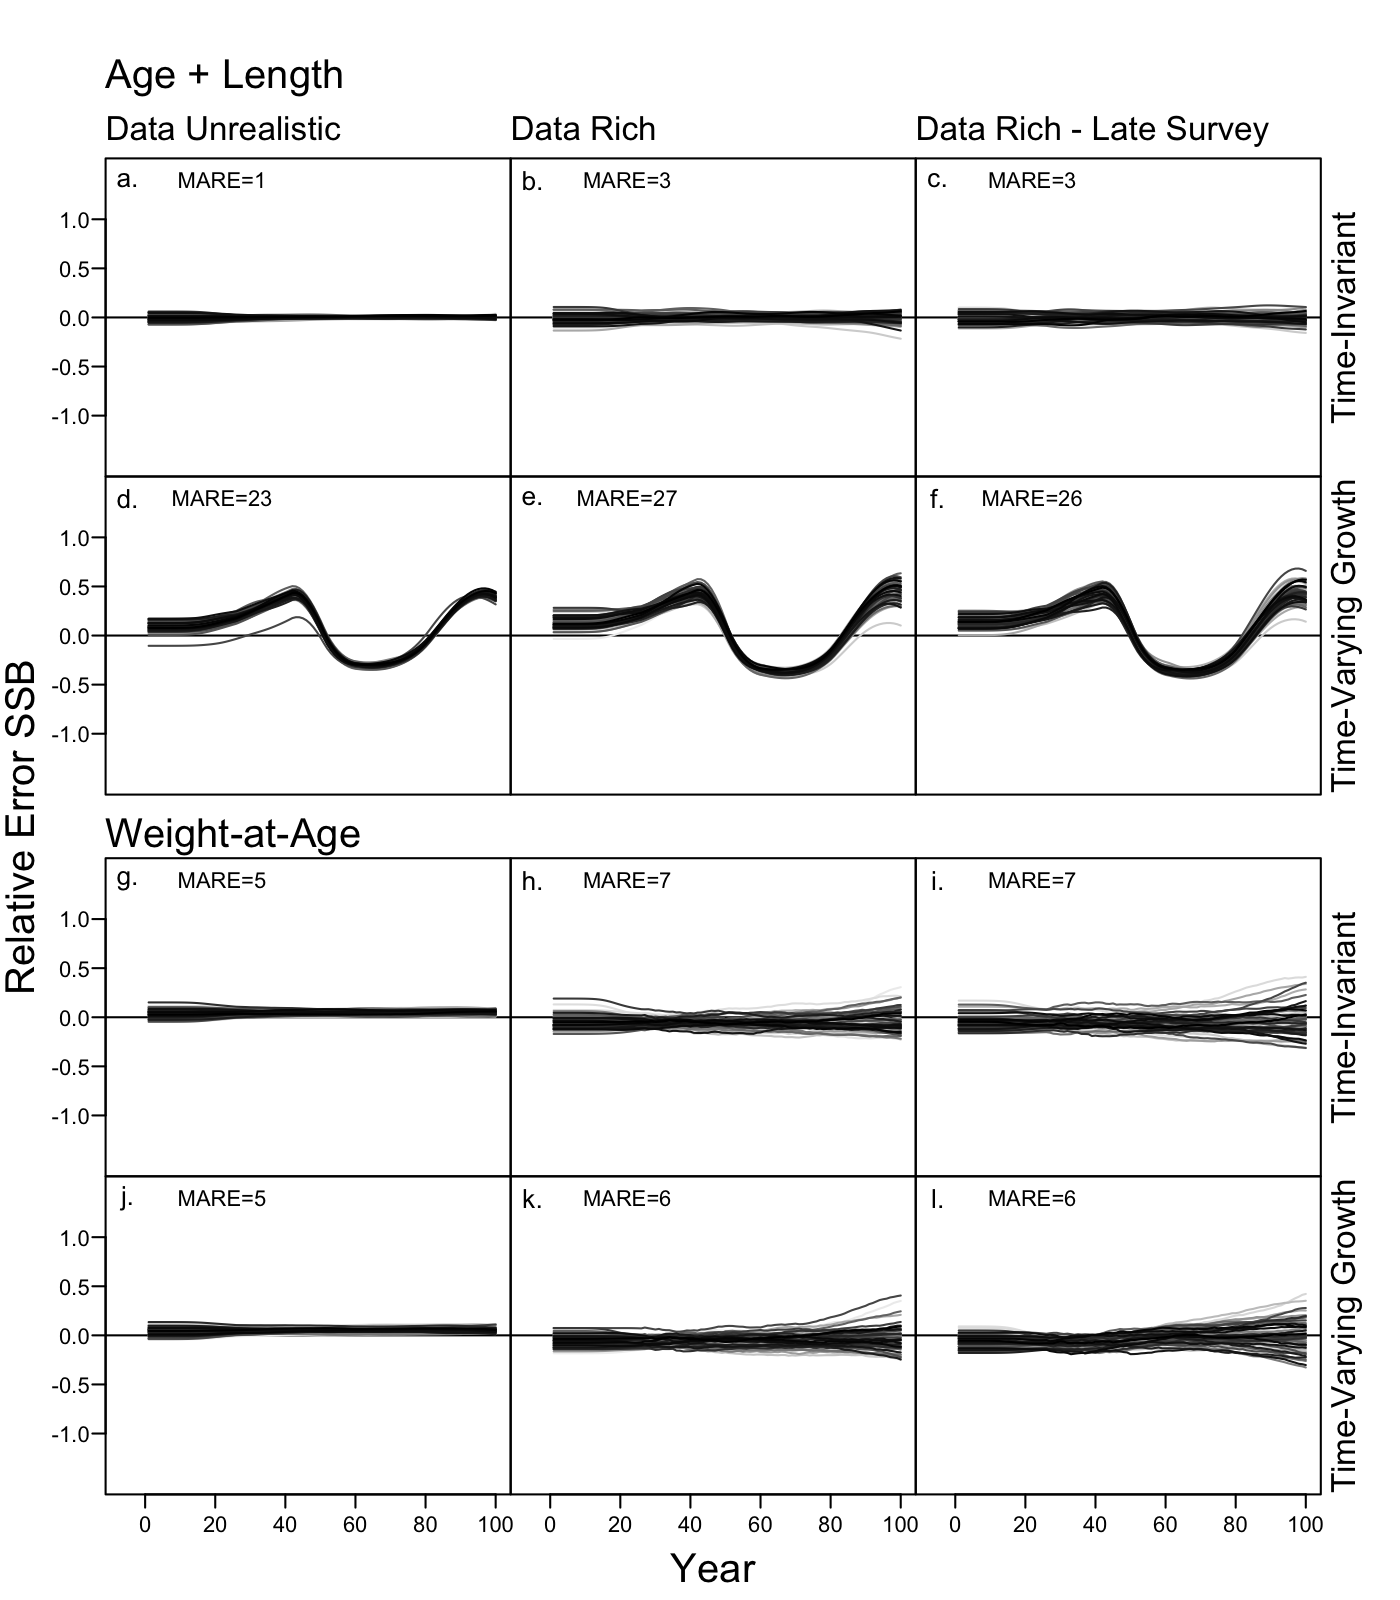 Age + Length
Data Unrealistic Data Rich Data Rich - Late Survey
a. MARE=1 b. MARE=3 c. MARE=3
1.0
0.5
0.0
-0.5
-1.0
Time-Invariant
d. MARE=23 e. MARE=27 f. MARE=26
1.0
0.5
0.0
-0.5
-1.0
Time-Varying Growth
Relative Error SSB
Weight-at-Age
g. MARE=5 h. MARE=7 i. MARE=7
1.0
0.5
0.0
-0.5
-1.0
Time-Invariant
j. MARE=5 k. MARE=6 l. MARE=6
1.0
0.5
0.0
-0.5
-1.0
Time-Varying Growth
0 20 40 60 80 100 0 20 40 60 80 100 0 20 40 60 80 100
Year